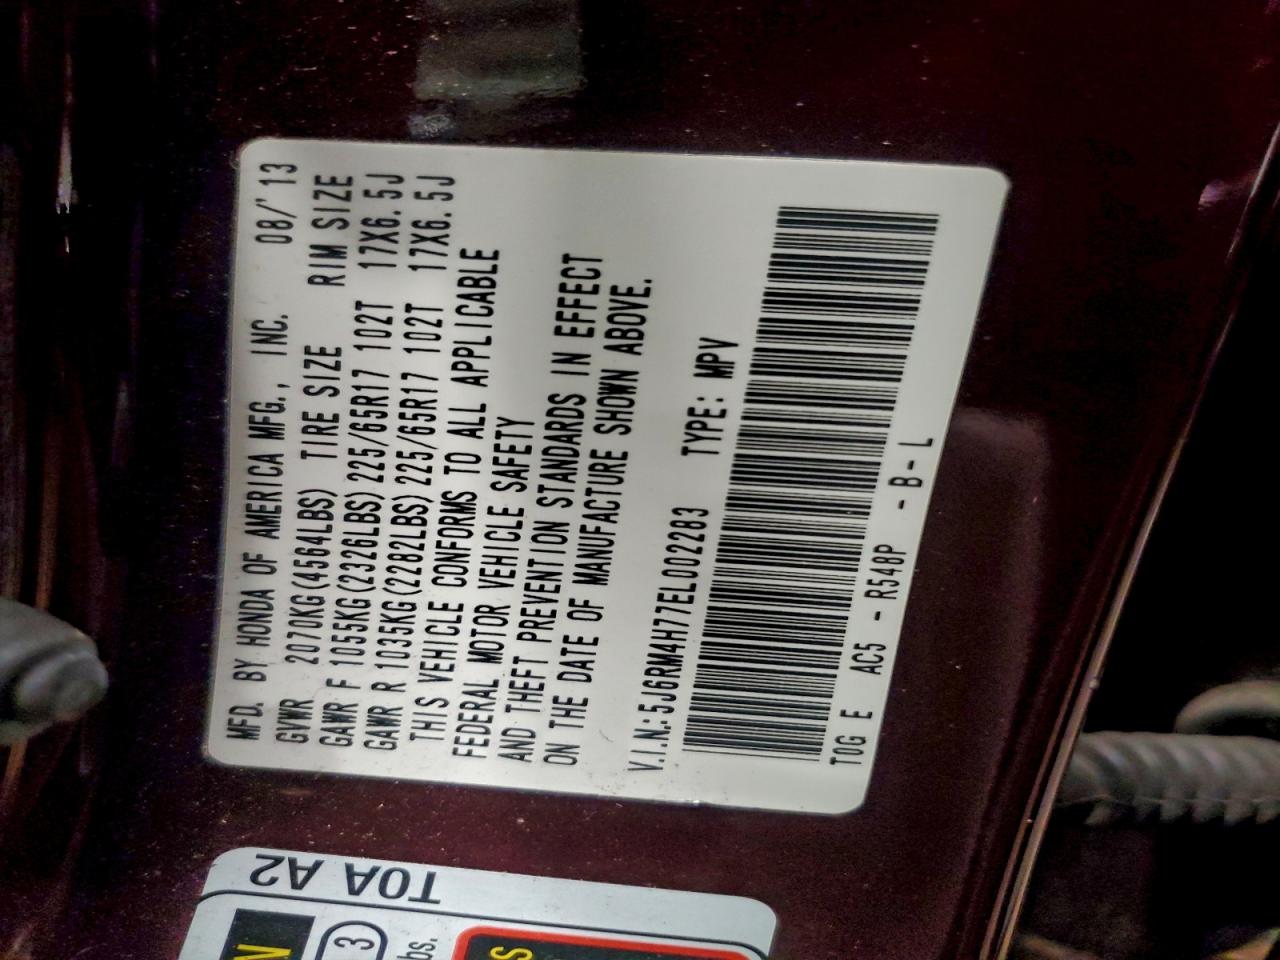 MFD. BY HONDA OF AMERICA MFG., INC. 08/'13
GVWR 2070KG(4564LBS) TIRE SIZE RIM SIZE
GAWR F 1055KG(2326LBS) 225/65R17 102T 17X6.5J
GAWR R 1035KG(2282LBS) 225/65R17 102T 17X6.5J
THIS VEHICLE CONFORMS TO ALL APPLICABLE
FEDERAL MOTOR VEHICLE SAFETY
AND THEFT PREVENTION STANDARDS IN EFFECT
ON THE DATE OF MANUFACTURE SHOWN ABOVE.
V.I.N.: 5J6RM4H77EL002283 TYPE: MPV
T0G E AC5 - R548P - B - L
T0A A2
3